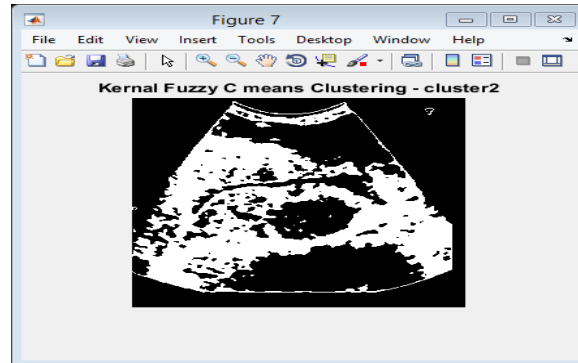 Figure 7
File Edit View Insert Tools Desktop Window Help
Kernal Fuzzy C means Clustering - cluster2